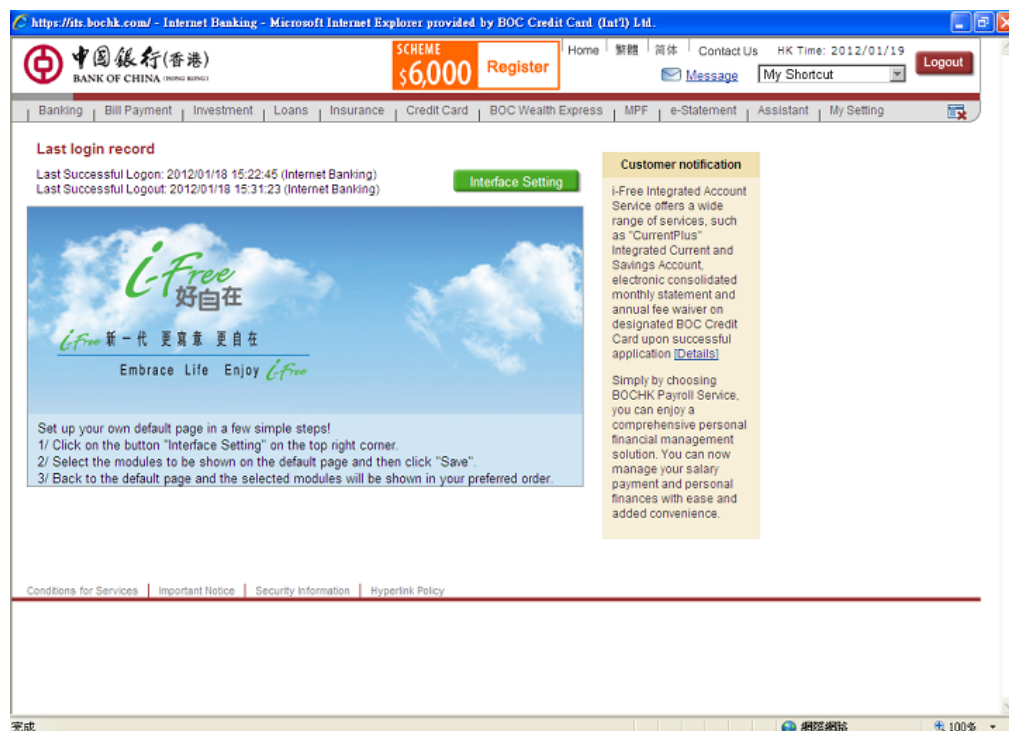 https://its.bochk.com/ - Internet Banking - Microsoft Internet Explorer provided by BOC Credit Card (Int'l) Ltd.
中國銀行(香港)
BANK OF CHINA (HONG KONG)
SCHEME
$6,000
Register
Home
繁體
简体
Contact Us
HK Time: 2012/01/19
Message
My Shortcut
Logout
Banking
Bill Payment
Investment
Loans
Insurance
Credit Card
BOC Wealth Express
MPF
e-Statement
Assistant
My Setting
Last login record
Last Successful Logon: 2012/01/18 15:22:45 (Internet Banking)
Last Successful Logout: 2012/01/18 15:31:23 (Internet Banking)
Interface Setting
i-Free
好自在
i-Free 新一代 更寫意 更自在
Embrace Life Enjoy i-Free
Set up your own default page in a few simple steps!
1/ Click on the button "Interface Setting" on the top right corner.
2/ Select the modules to be shown on the default page and then click "Save".
3/ Back to the default page and the selected modules will be shown in your preferred order.
Customer notification
i-Free Integrated Account
Service offers a wide
range of services, such
as "CurrentPlus"
Integrated Current and
Savings Account,
electronic consolidated
monthly statement and
annual fee waiver on
designated BOC Credit
Card upon successful
application [Details]
Simply by choosing
BOCHK Payroll Service,
you can enjoy a
comprehensive personal
financial management
solution. You can now
manage your salary
payment and personal
finances with ease and
added convenience.
Conditions for Services
Important Notice
Security Information
Hyperlink Policy
完成
網際網路
100%